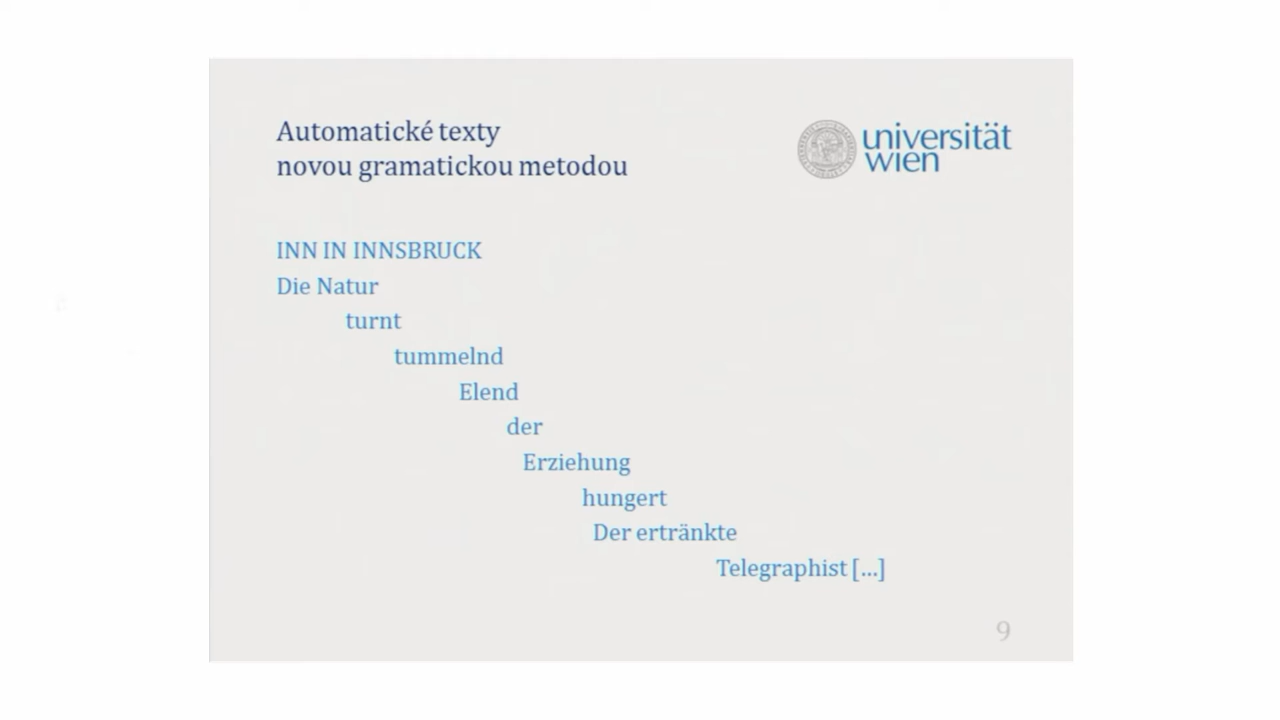 Automatické texty
novou gramatickou metodou
universität
wien
INN IN INNSBRUCK
Die Natur
turnt
tummelnd
Elend
der
Erziehung
hungert
Der ertränkte
Telegraphist [...]
9